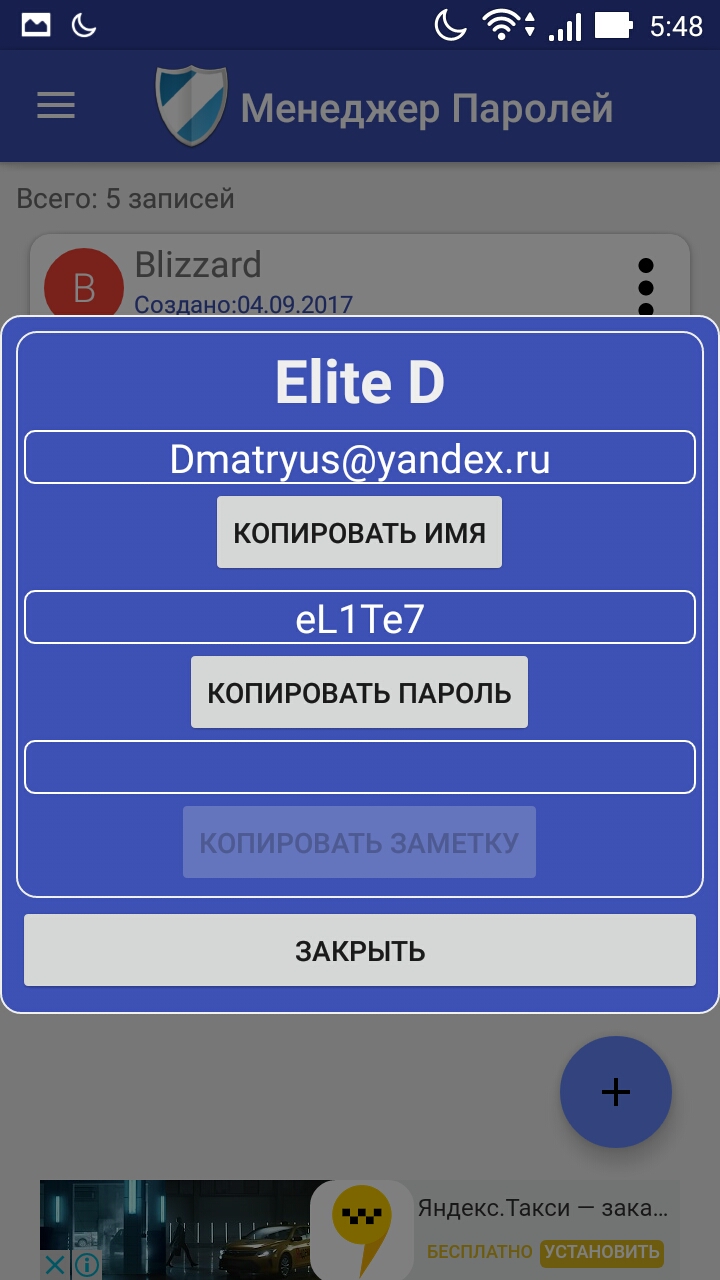 5:48
Менеджер Паролей
Всего: 5 записей
B
Blizzard
Создано:04.09.2017
Elite D
Dmatryus@yandex.ru
КОПИРОВАТЬ ИМЯ
eL1Te7
КОПИРОВАТЬ ПАРОЛЬ
КОПИРОВАТЬ ЗАМЕТКУ
ЗАКРЫТЬ
+
Яндекс.Такси — зака...
БЕСПЛАТНО УСТАНОВИТЬ